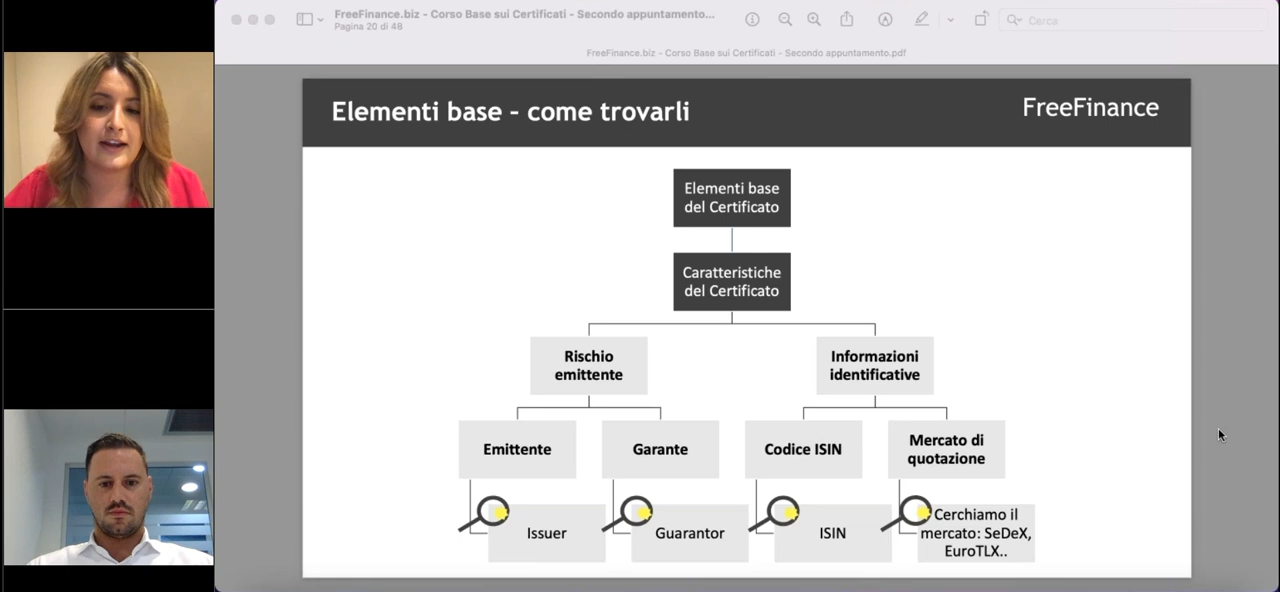 FreeFinance.biz - Corso Base sui Certificati - Secondo appuntamento...
Pagina 20 di 48
Cerca
FreeFinance.biz - Corso Base sui Certificati - Secondo appuntamento.pdf
Elementi base - come trovarli
FreeFinance
Elementi base
del Certificato
Caratteristiche
del Certificato
Rischio
emittente
Informazioni
identificative
Emittente
Garante
Codice ISIN
Mercato di
quotazione
Issuer
Guarantor
ISIN
Cerchiamo il
mercato: SeDeX,
EuroTLX..